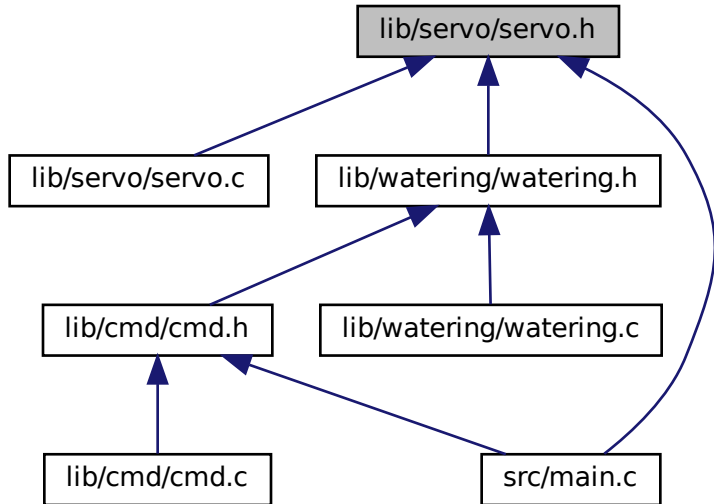 lib/servo/servo.h
lib/servo/servo.c
lib/watering/watering.h
lib/cmd/cmd.h
lib/watering/watering.c
lib/cmd/cmd.c
src/main.c